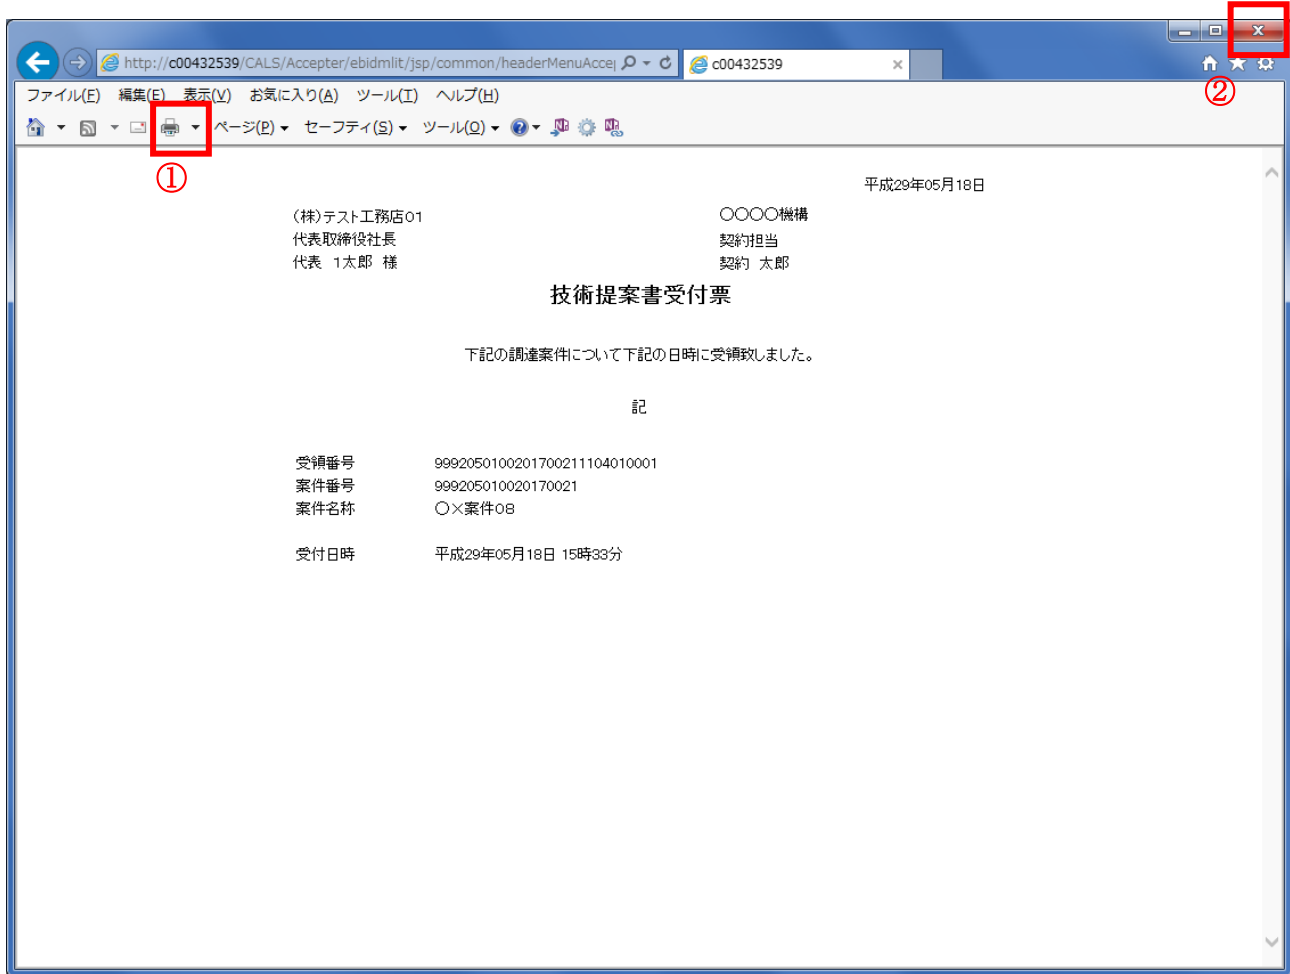 ②
http://c00432539/CALS/Accepter/ebidmlit/jsp/common/headerMenuAcce
c00432539
ファイル(F) 編集(E) 表示(V) お気に入り(A) ツール(T) ヘルプ(H)
ページ(P) セーフティ(S) ツール(O)
①
平成29年05月18日
(株)テスト工務店01
〇〇〇〇機構
代表取締役社長
契約担当
代表 1太郎 様
契約 太郎
技術提案書受付票
下記の調達案件について下記の日時に受領致しました。
記
受領番号 9992050100201700211104010001
案件番号 999205010020170021
案件名称 〇×案件08
受付日時 平成29年05月18日 15時33分